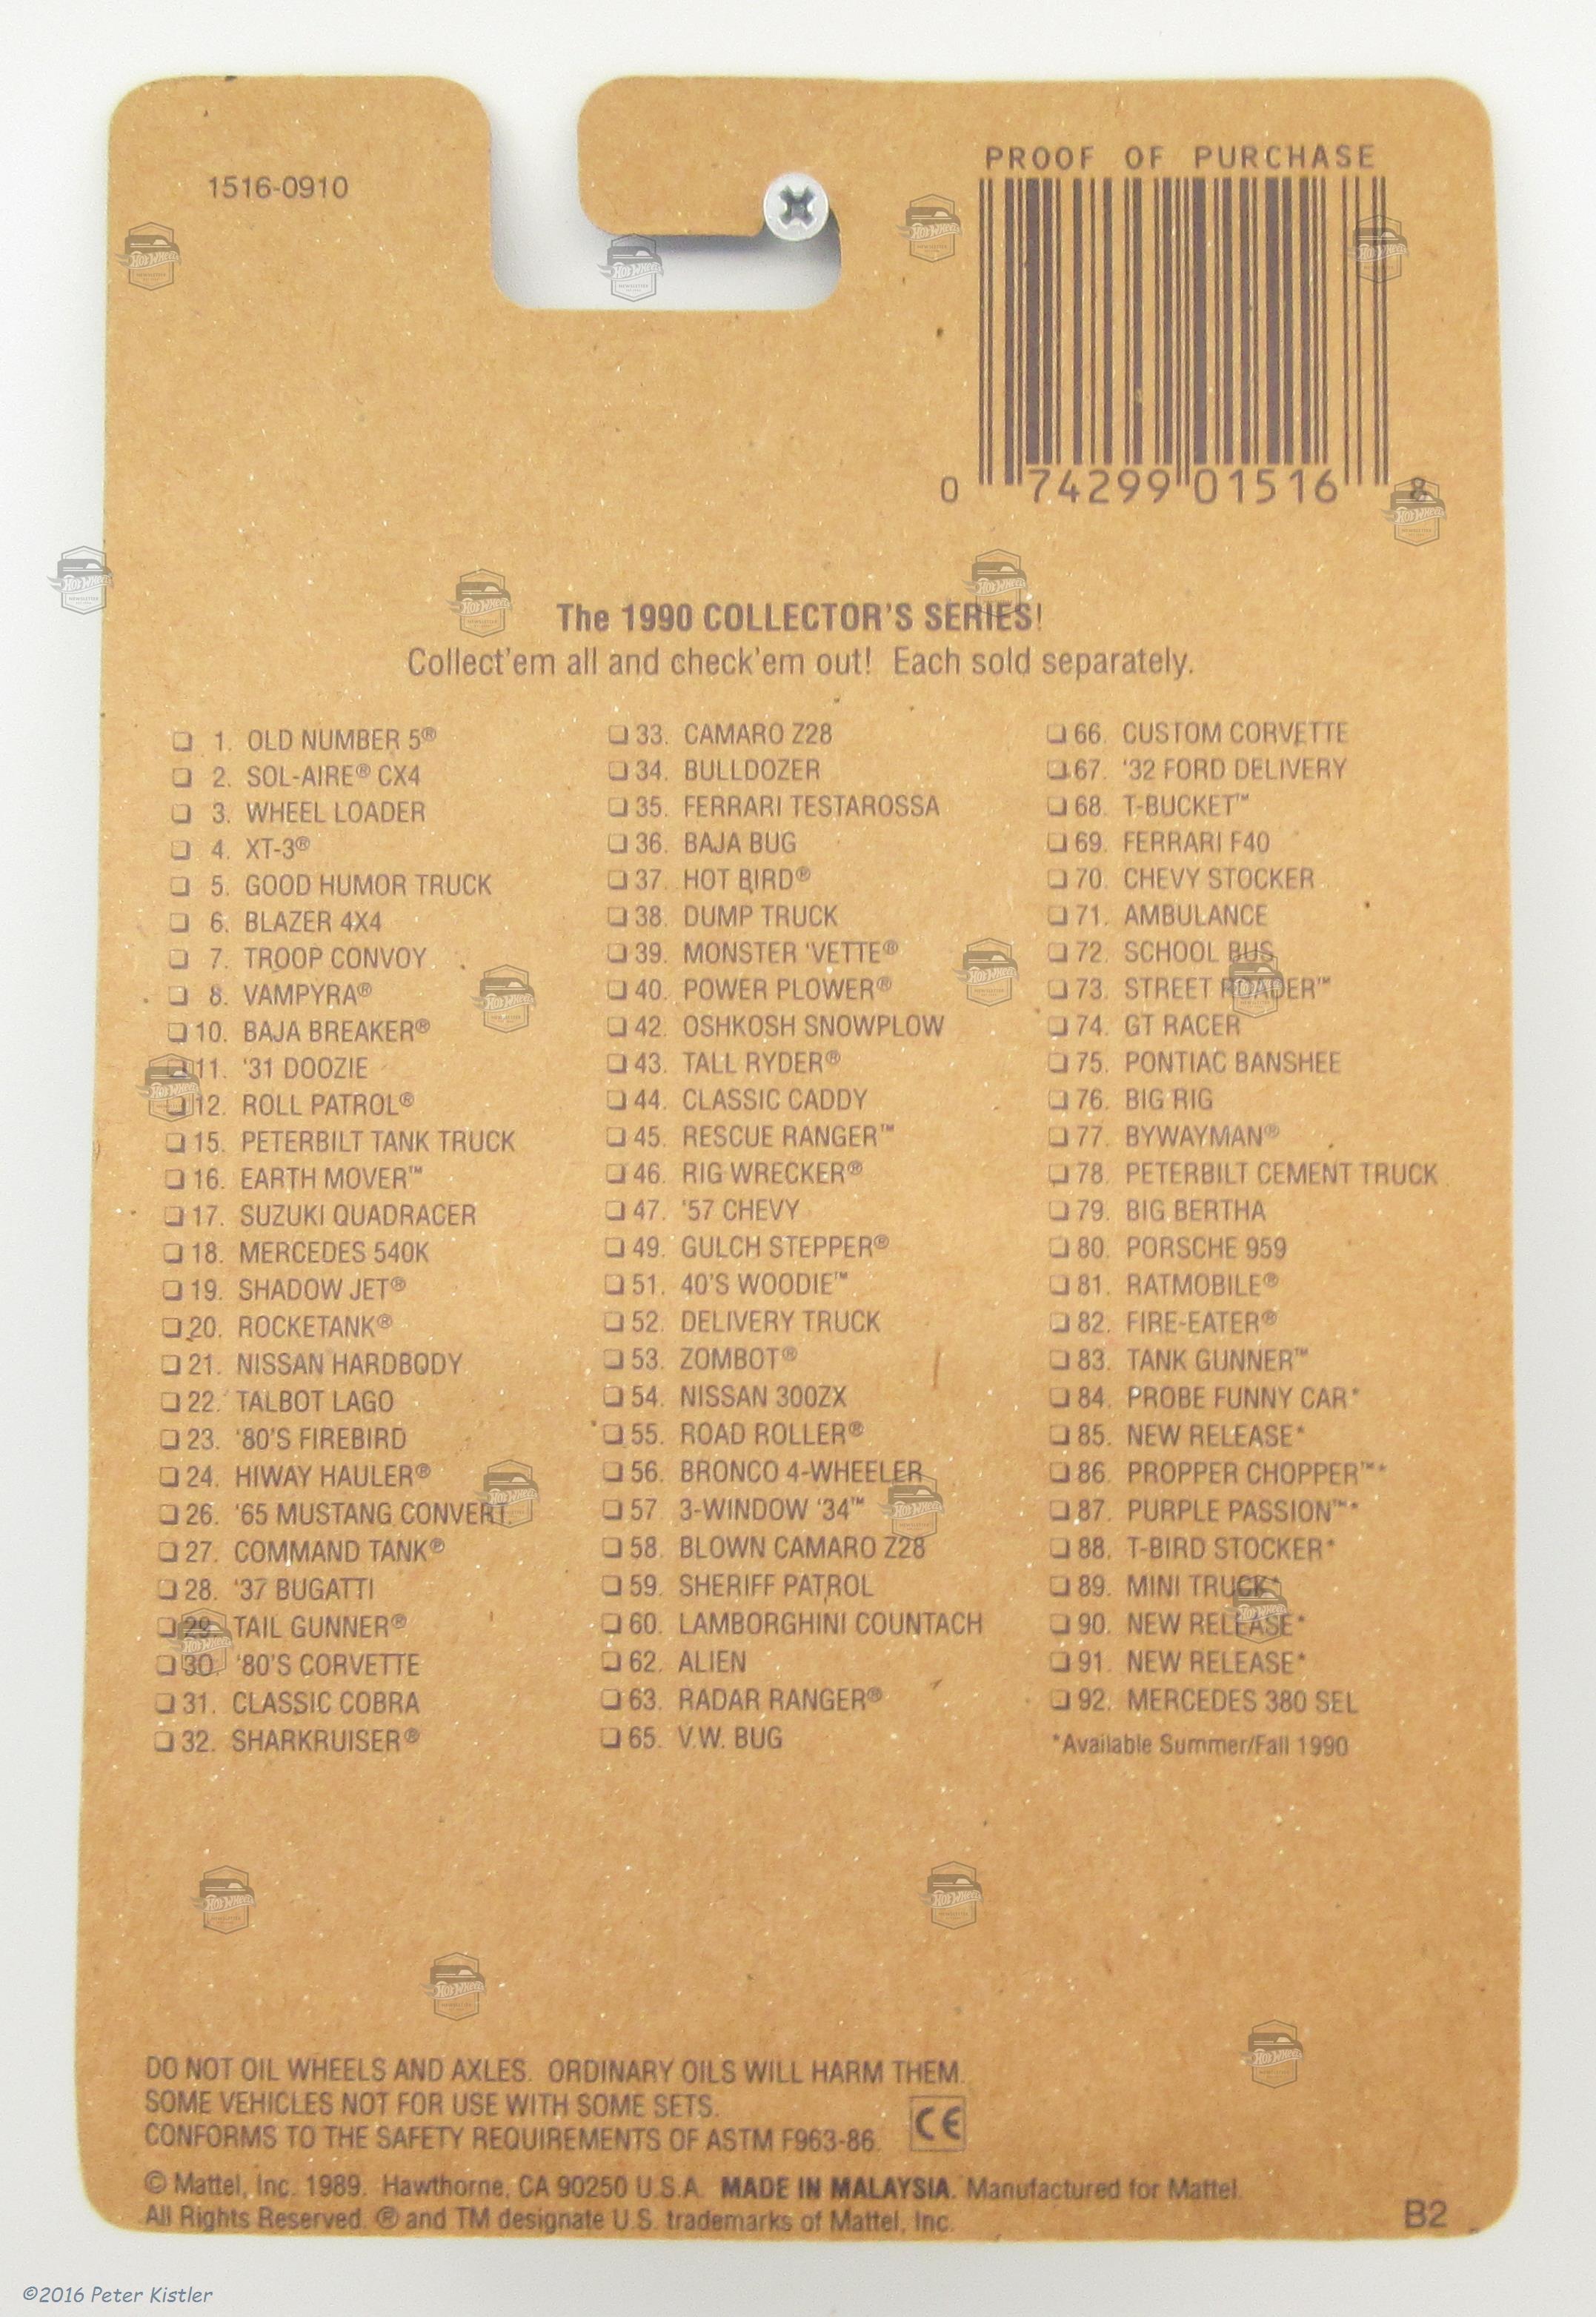 1516-0910
PROOF OF PURCHASE
0 74299 01516 8
The 1990 COLLECTOR'S SERIES!
Collect'em all and check'em out! Each sold separately.
1. OLD NUMBER 5®
2. SOL-AIRE® CX4
3. WHEEL LOADER
4. XT-3®
5. GOOD HUMOR TRUCK
6. BLAZER 4X4
7. TROOP CONVOY
8. VAMPYRA®
10. BAJA BREAKER®
11. '31 DOOZIE
12. ROLL PATROL®
15. PETERBILT TANK TRUCK
16. EARTH MOVER™
17. SUZUKI QUADRACER
18. MERCEDES 540K
19. SHADOW JET®
20. ROCKETANK®
21. NISSAN HARDBODY
22. TALBOT LAGO
23. '80'S FIREBIRD
24. HIWAY HAULER®
26. '65 MUSTANG CONVERT.
27. COMMAND TANK®
28. '37 BUGATTI
29. TAIL GUNNER®
30. '80'S CORVETTE
31. CLASSIC COBRA
32. SHARKRUISER®
33. CAMARO Z28
34. BULLDOZER
35. FERRARI TESTAROSSA
36. BAJA BUG
37. HOT BIRD®
38. DUMP TRUCK
39. MONSTER 'VETTE®
40. POWER PLOWER®
42. OSHKOSH SNOWPLOW
43. TALL RYDER®
44. CLASSIC CADDY
45. RESCUE RANGER™
46. RIG WRECKER®
47. '57 CHEVY
49. GULCH STEPPER®
51. 40'S WOODIE™
52. DELIVERY TRUCK
53. ZOMBOT®
54. NISSAN 300ZX
55. ROAD ROLLER®
56. BRONCO 4-WHEELER
57. 3-WINDOW '34™
58. BLOWN CAMARO Z28
59. SHERIFF PATROL
60. LAMBORGHINI COUNTACH
62. ALIEN
63. RADAR RANGER®
65. V.W. BUG
66. CUSTOM CORVETTE
67. '32 FORD DELIVERY
68. T-BUCKET™
69. FERRARI F40
70. CHEVY STOCKER
71. AMBULANCE
72. SCHOOL BUS
73. STREET ROADER™
74. GT RACER
75. PONTIAC BANSHEE
76. BIG RIG
77. BYWAYMAN®
78. PETERBILT CEMENT TRUCK
79. BIG BERTHA
80. PORSCHE 959
81. RATMOBILE®
82. FIRE-EATER®
83. TANK GUNNER™
84. PROBE FUNNY CAR*
85. NEW RELEASE*
86. PROPPER CHOPPER™*
87. PURPLE PASSION™*
88. T-BIRD STOCKER*
89. MINI TRUCK*
90. NEW RELEASE*
91. NEW RELEASE*
92. MERCEDES 380 SEL
*Available Summer/Fall 1990
DO NOT OIL WHEELS AND AXLES. ORDINARY OILS WILL HARM THEM.
SOME VEHICLES NOT FOR USE WITH SOME SETS.
CONFORMS TO THE SAFETY REQUIREMENTS OF ASTM F963-86.
CE
© Mattel, Inc. 1989. Hawthorne, CA 90250 U.S.A. MADE IN MALAYSIA. Manufactured for Mattel.
All Rights Reserved. ® and TM designate U.S. trademarks of Mattel, Inc.
B2
©2016 Peter Kistler